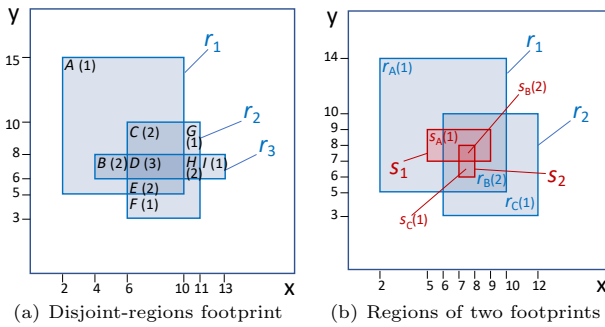 y
15
10
8
6
5
3
2
4
6
10
11
13
x
A (1)
C (2)
G (1)
B (2)
D (3)
H (2)
I (1)
E (2)
F (1)
r1
r2
r3
(a) Disjoint-regions footprint
y
14
10
9
8
7
6
5
3
2
5
6
7
8
9
10
12
x
rA(1)
r1
sB(2)
r2
sA(1)
s1
s2
rB(2)
sC(1)
rC(1)
(b) Regions of two footprints